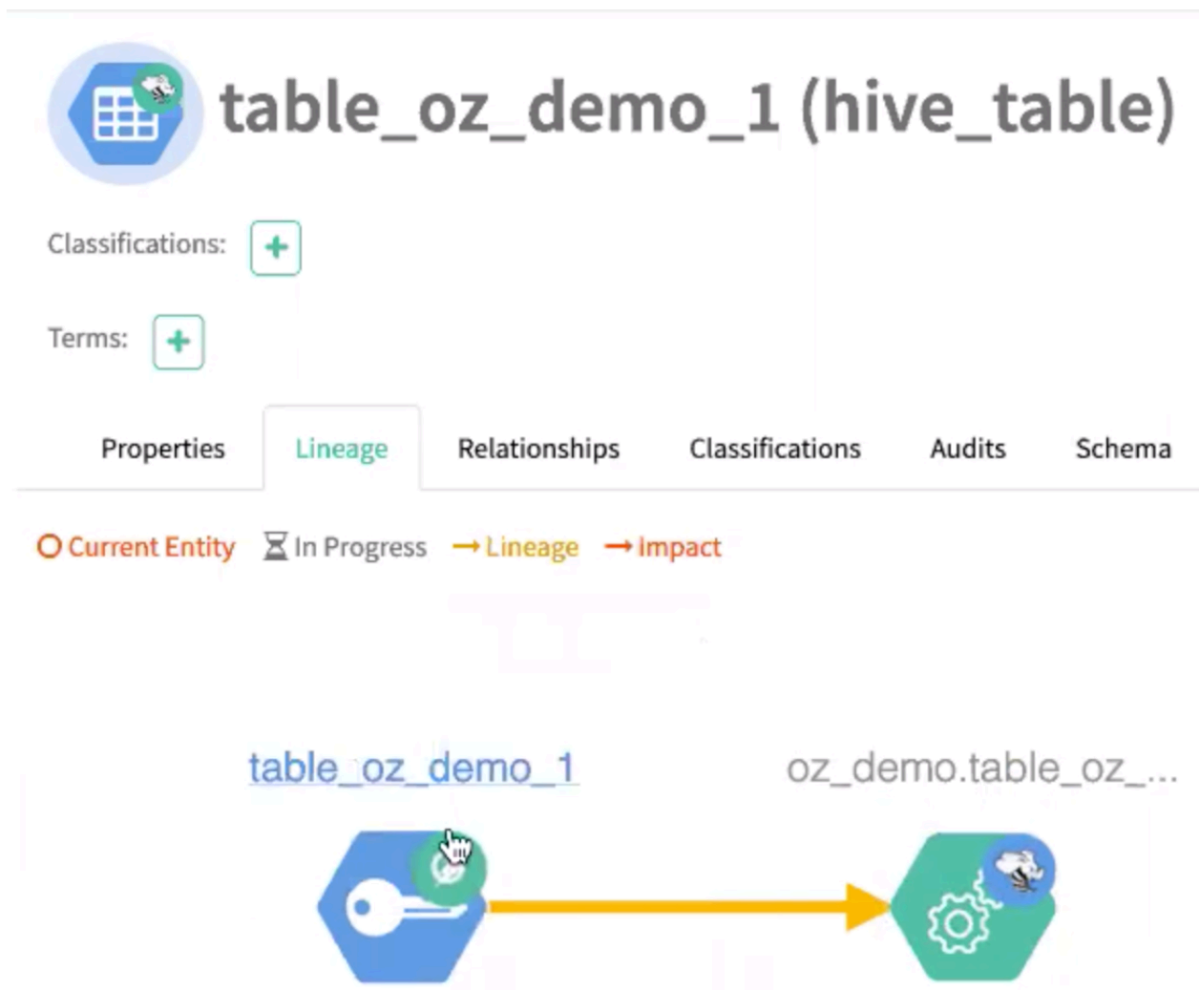 table_oz_demo_1 (hive_table)
Classifications:
Terms:
Properties Lineage Relationships Classifications Audits Schema
Current Entity In Progress Lineage Impact
table_oz_demo_1 oz_demo.table_oz_...